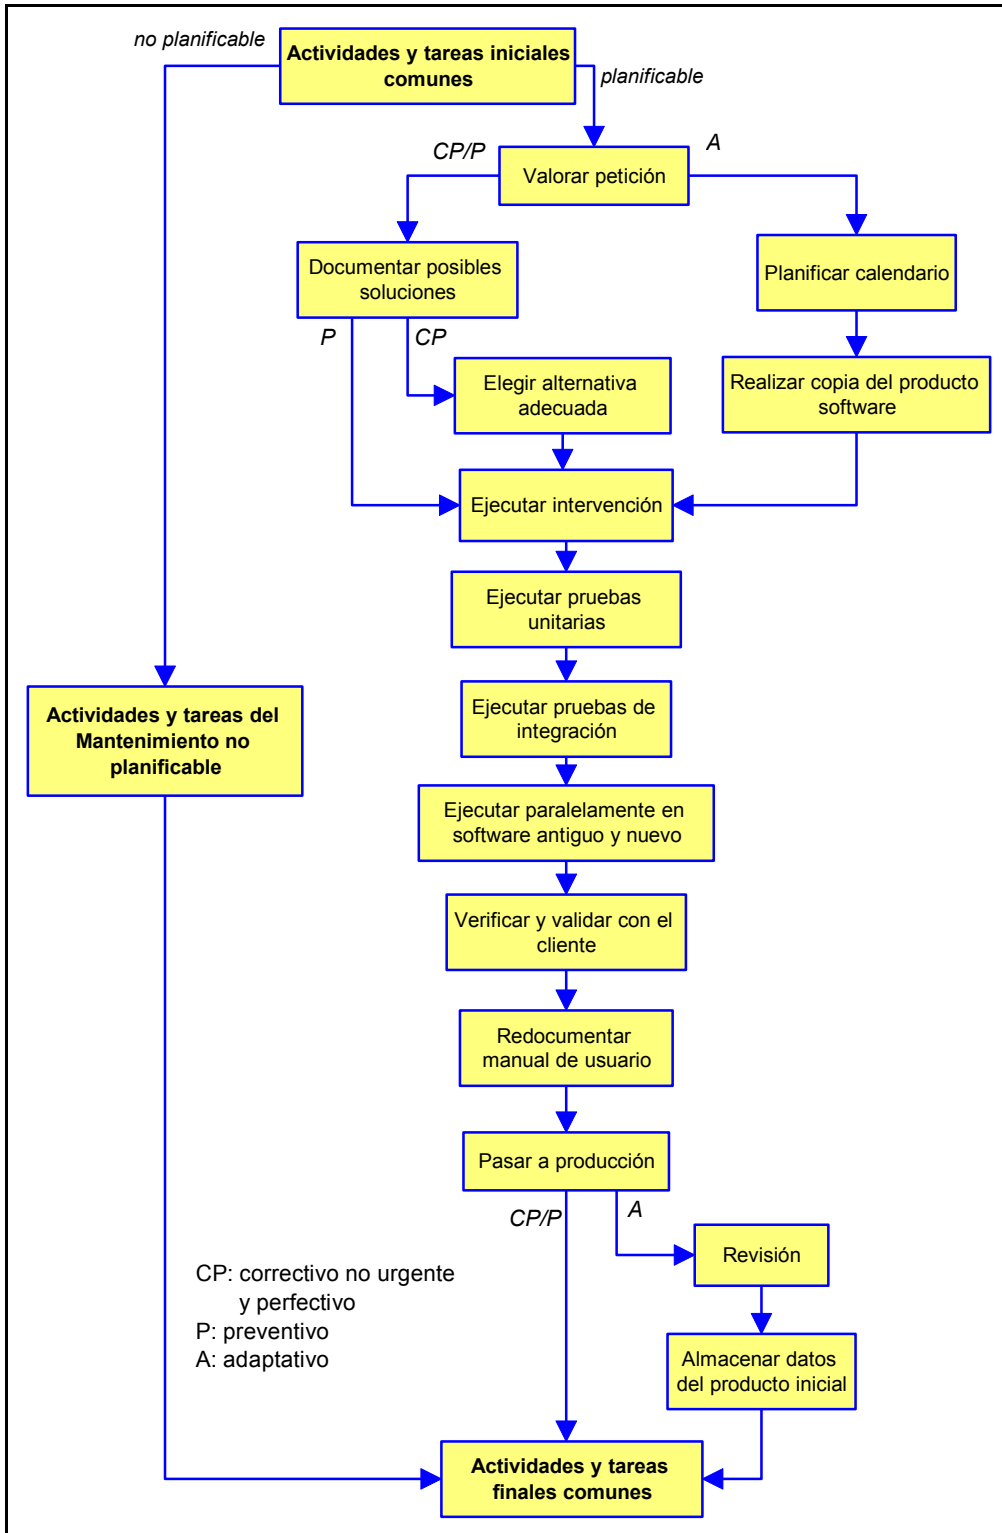 no planificable
Actividades y tareas iniciales
comunes
planificable
CP/P
A
Valorar petición
Documentar posibles
soluciones
Planificar calendario
P
CP
Elegir alternativa
adecuada
Realizar copia del producto
software
Ejecutar intervención
Ejecutar pruebas
unitarias
Ejecutar pruebas de
integración
Actividades y tareas del
Mantenimiento no
planificable
Ejecutar paralelamente en
software antiguo y nuevo
Verificar y validar con el
cliente
Redocumentar
manual de usuario
Pasar a producción
CP/P
A
Revisión
CP: correctivo no urgente
y perfectivo
P: preventivo
A: adaptativo
Almacenar datos
del producto inicial
Actividades y tareas
finales comunes